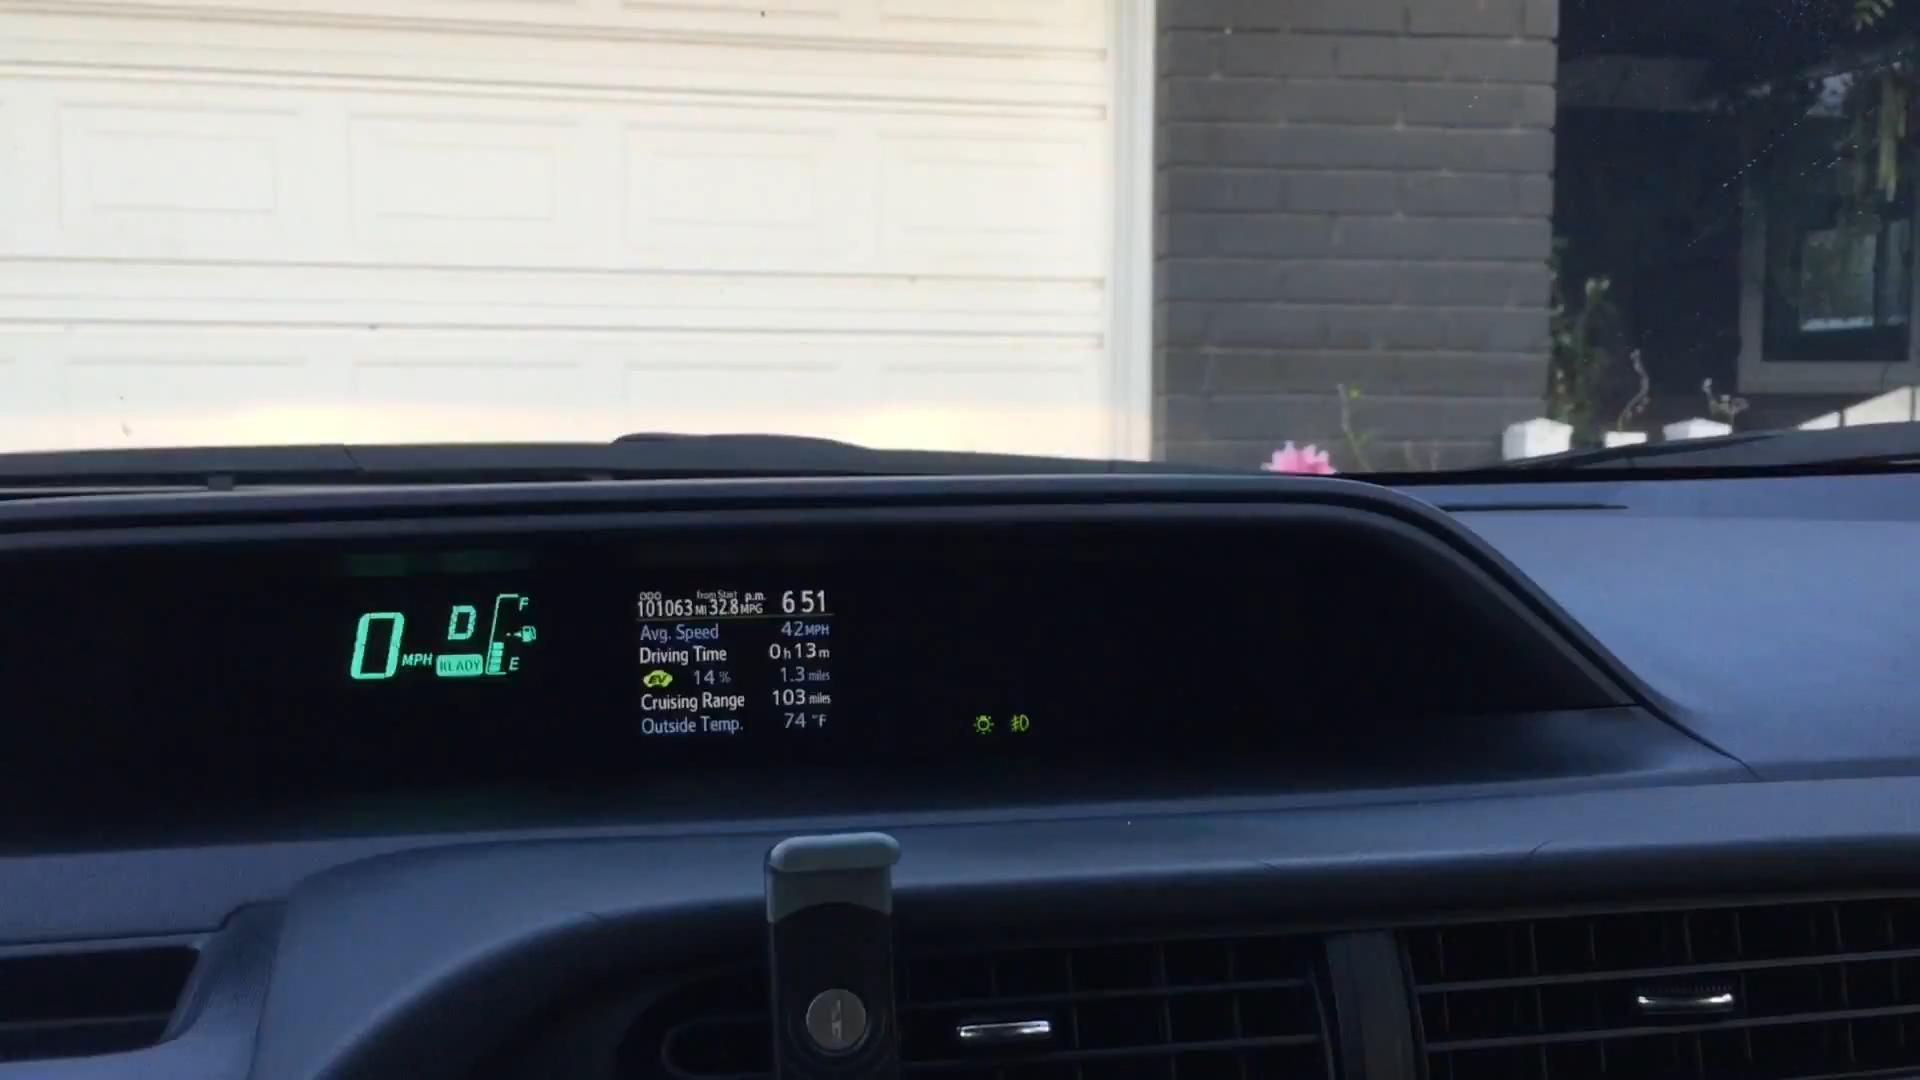 0 MPH D READY F E
ODO from Start p.m.
101063 MI 32.8 MPG 6 51
Avg. Speed 42 MPH
Driving Time 0 h 13 m
EV 14 % 1.3 miles
Cruising Range 103 miles
Outside Temp. 74 °F